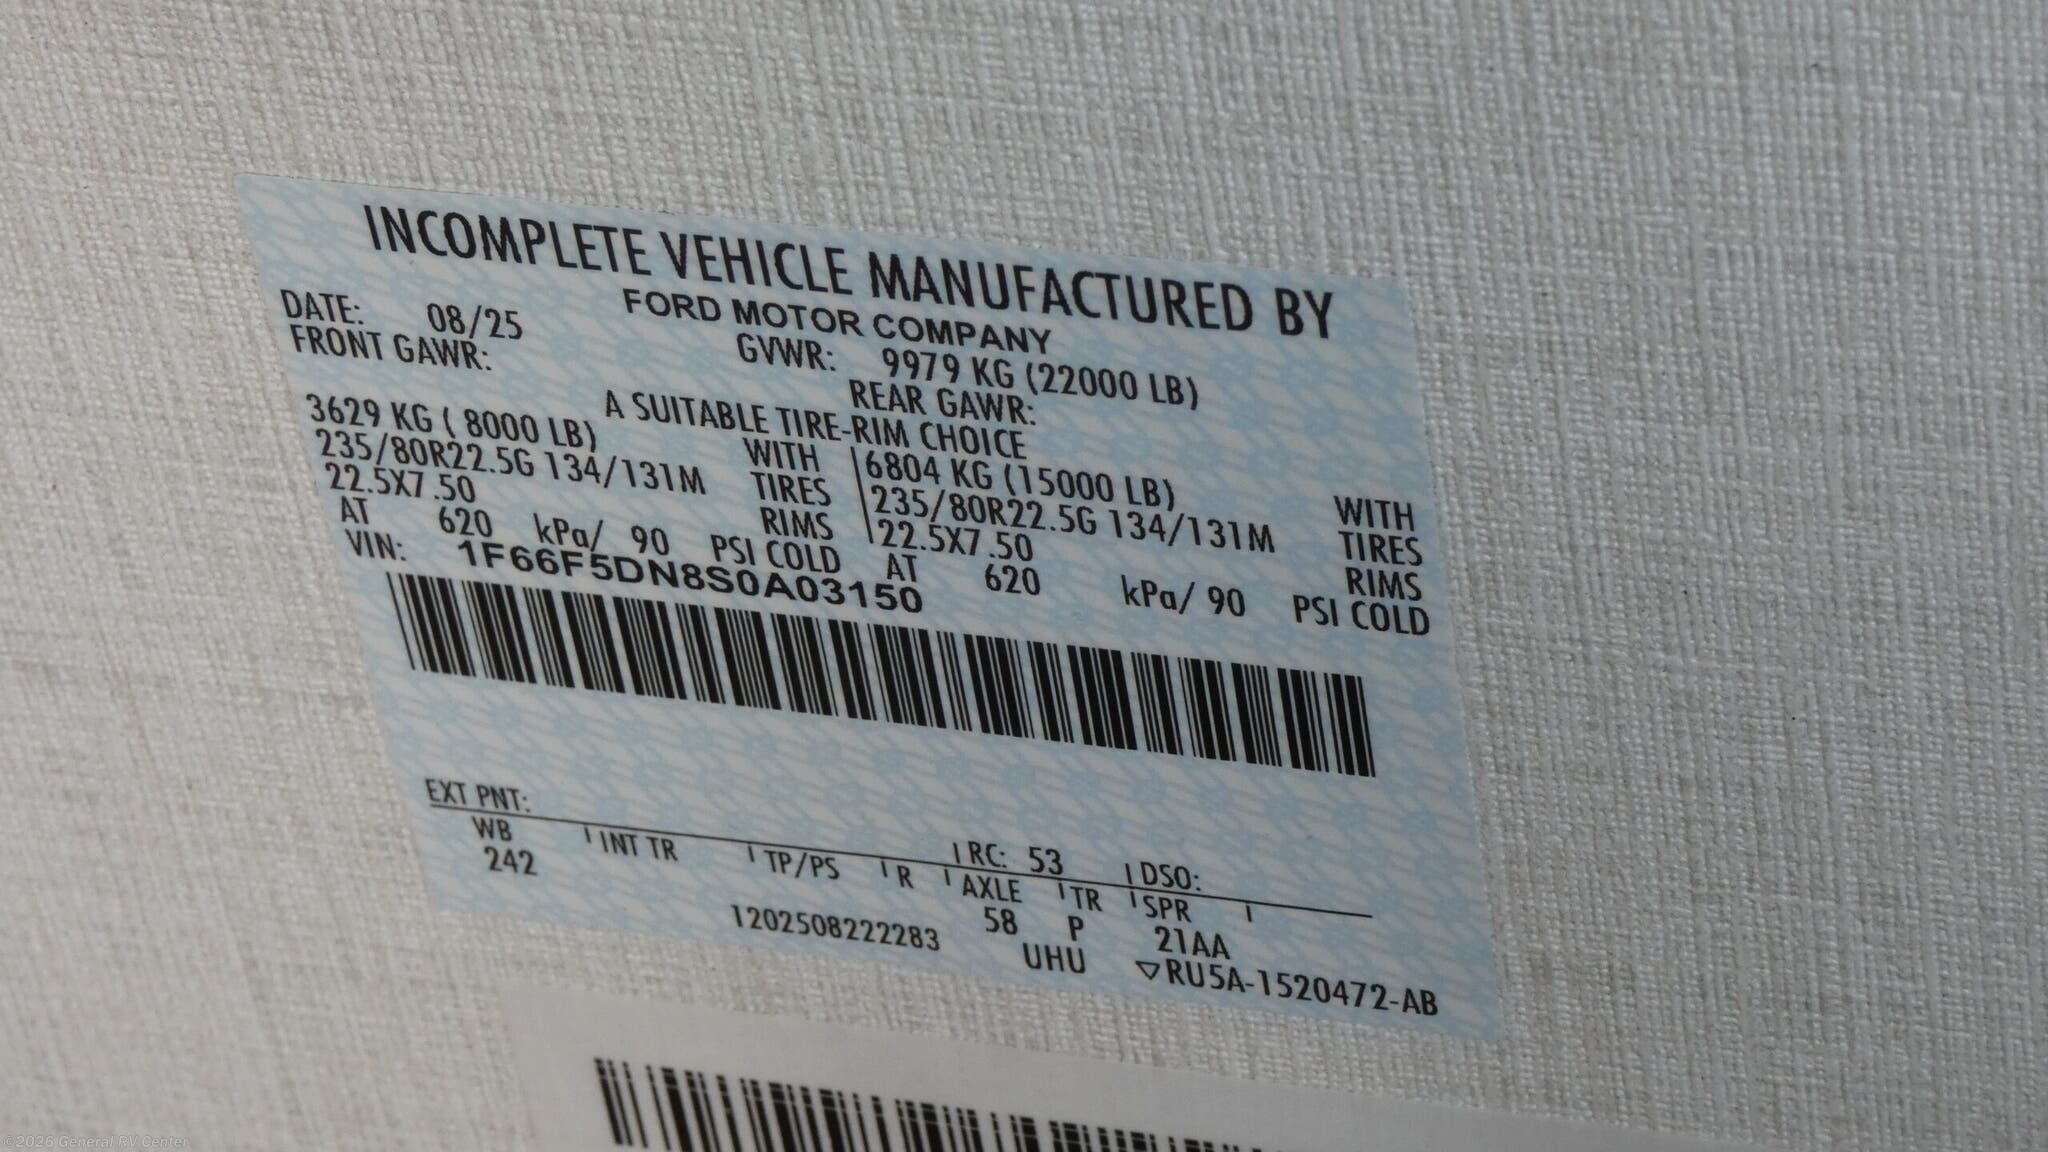 INCOMPLETE VEHICLE MANUFACTURED BY
FORD MOTOR COMPANY
DATE: 08/25 GVWR: 9979 KG (22000 LB)
FRONT GAWR: REAR GAWR:
A SUITABLE TIRE-RIM CHOICE
3629 KG ( 8000 LB) WITH 6804 KG (15000 LB) WITH
235/80R22.5G 134/131M TIRES 235/80R22.5G 134/131M TIRES
22.5X7.50 RIMS 22.5X7.50 RIMS
AT 620 kPa/ 90 PSI COLD AT 620 kPa/ 90 PSI COLD
VIN: 1F66F5DN8S0A03150
EXT PNT: RC: 53 DSO:
WB INT TR TP/PS R AXLE TR SPR
242 58 P 21AA
1202508222283 UHU RU5A-1520472-AB
©2026 General RV Center